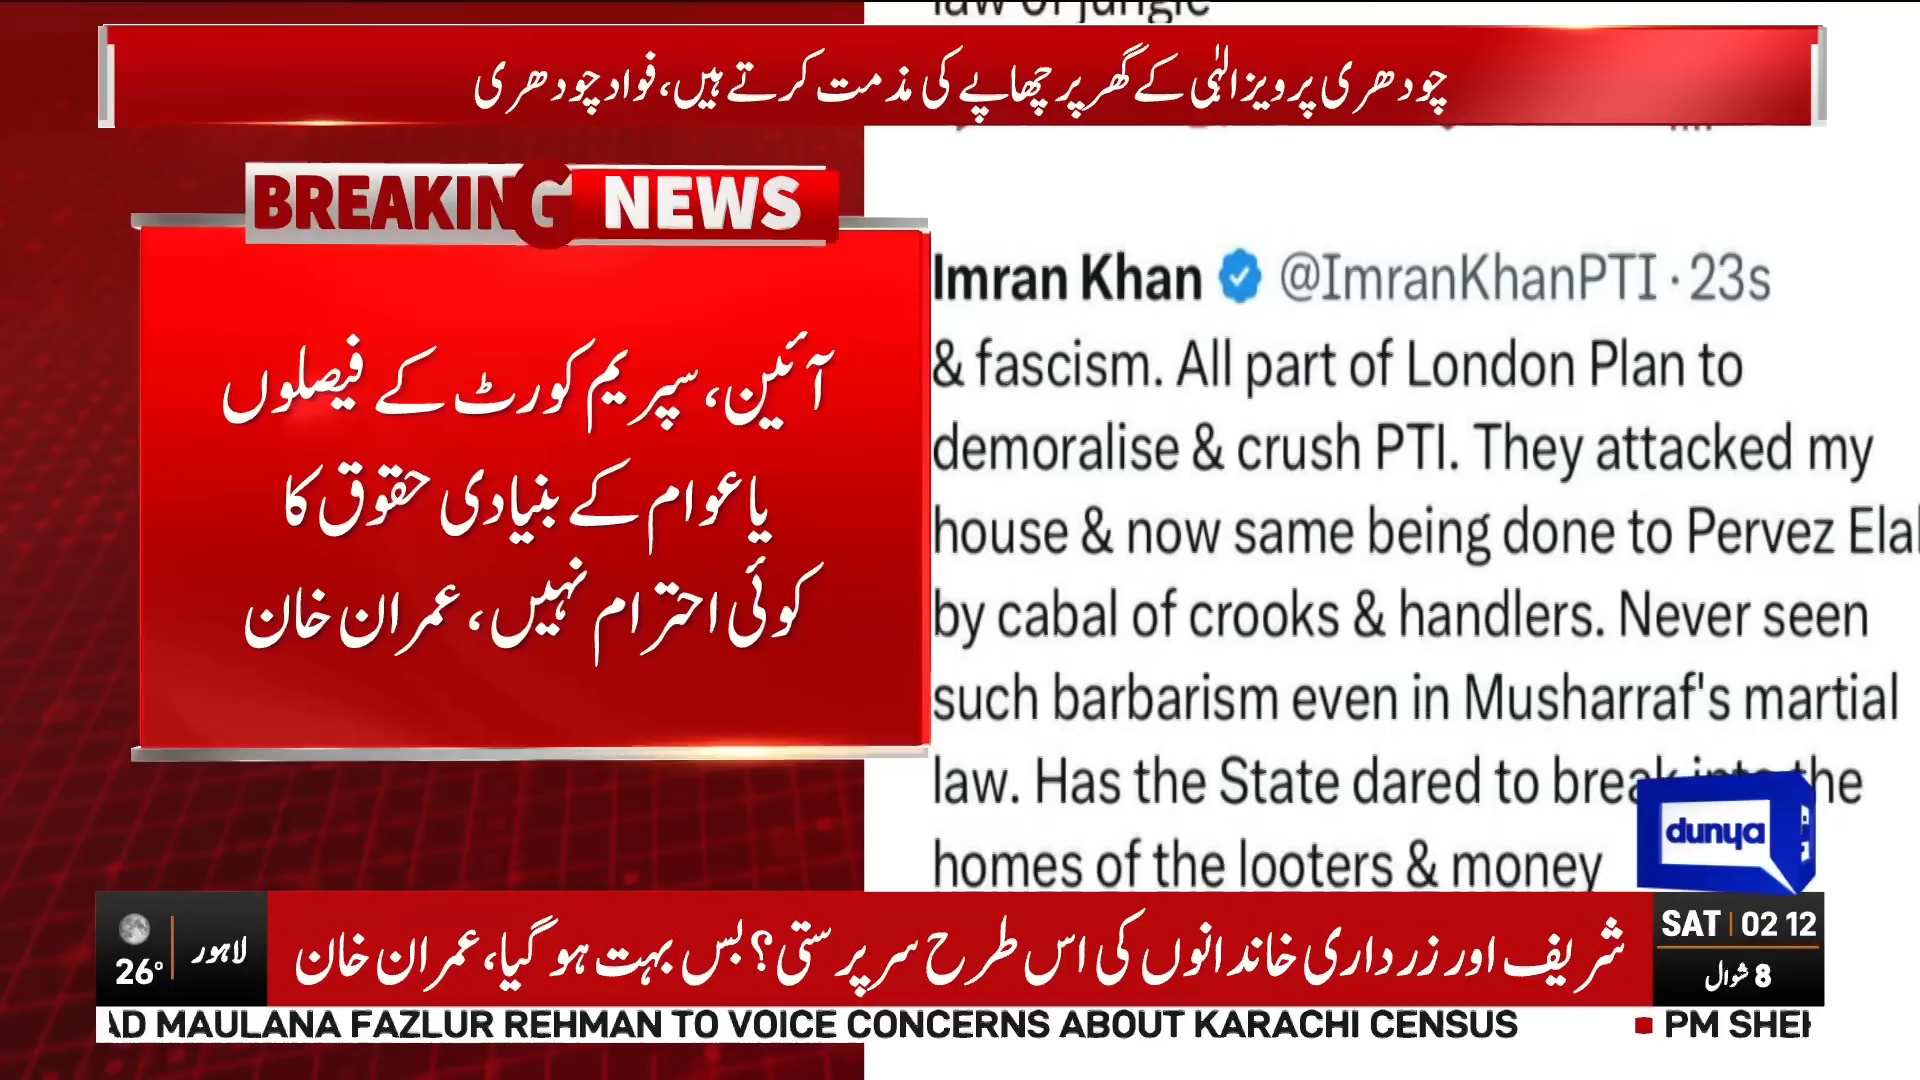 law of jungle
چودھری پرویز الٰہی کے گھر پر چھاپے کی مذمت کرتے ہیں، فواد چودھری
BREAKING NEWS
آئین، سپریم کورٹ کے فیصلوں
یا عوام کے بنیادی حقوق کا
کوئی احترام نہیں، عمران خان
Imran Khan @ImranKhanPTI · 23s
& fascism. All part of London Plan to
demoralise & crush PTI. They attacked my
house & now same being done to Pervez Elal
by cabal of crooks & handlers. Never seen
such barbarism even in Musharraf's martial
law. Has the State dared to break into the
homes of the looters & money
dunya
شریف اور زرداری خاندانوں کی اس طرح سرپرستی؟ بس بہت ہو گیا، عمران خان
لاہور
26°
SAT 02 12
8 شوال
AD MAULANA FAZLUR REHMAN TO VOICE CONCERNS ABOUT KARACHI CENSUS
PM SHEH